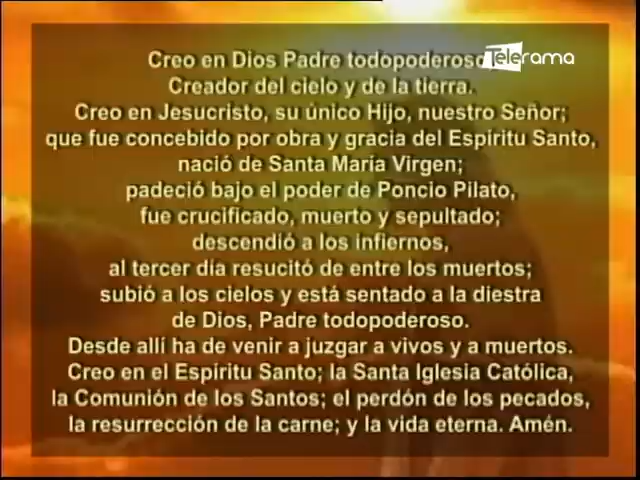 Creo en Dios Padre todopoderoso,
Telerama
Creador del cielo y de la tierra.
Creo en Jesucristo, su único Hijo, nuestro Señor;
que fue concebido por obra y gracia del Espiritu Santo,
nació de Santa María Virgen;
padeció bajo el poder de Poncio Pilato,
fue crucificado, muerto y sepultado;
descendió a los infiernos,
al tercer día resucitó de entre los muertos;
subió a los cielos y está sentado a la diestra
de Dios, Padre todopoderoso.
Desde allí ha de venir a juzgar a vivos y a muertos.
Creo en el Espíritu Santo; la Santa Iglesia Católica,
la Comunión de los Santos; el perdón de los pecados,
la resurrección de la carne; y la vida eterna. Amén.